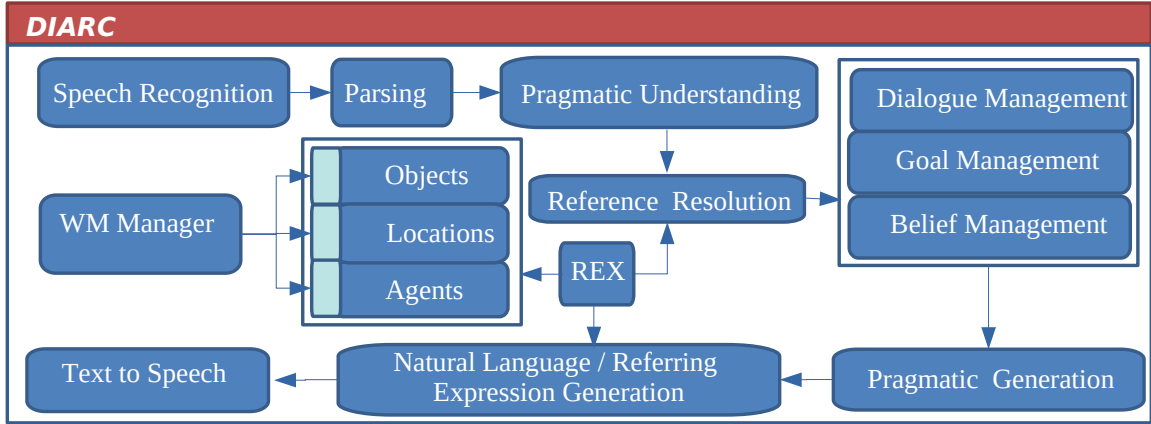 DIARC
Speech Recognition
Parsing
Pragmatic Understanding
Dialogue Management
Goal Management
Belief Management
Objects
Locations
Agents
WM Manager
Reference Resolution
REX
Text to Speech
Natural Language / Referring
Expression Generation
Pragmatic Generation